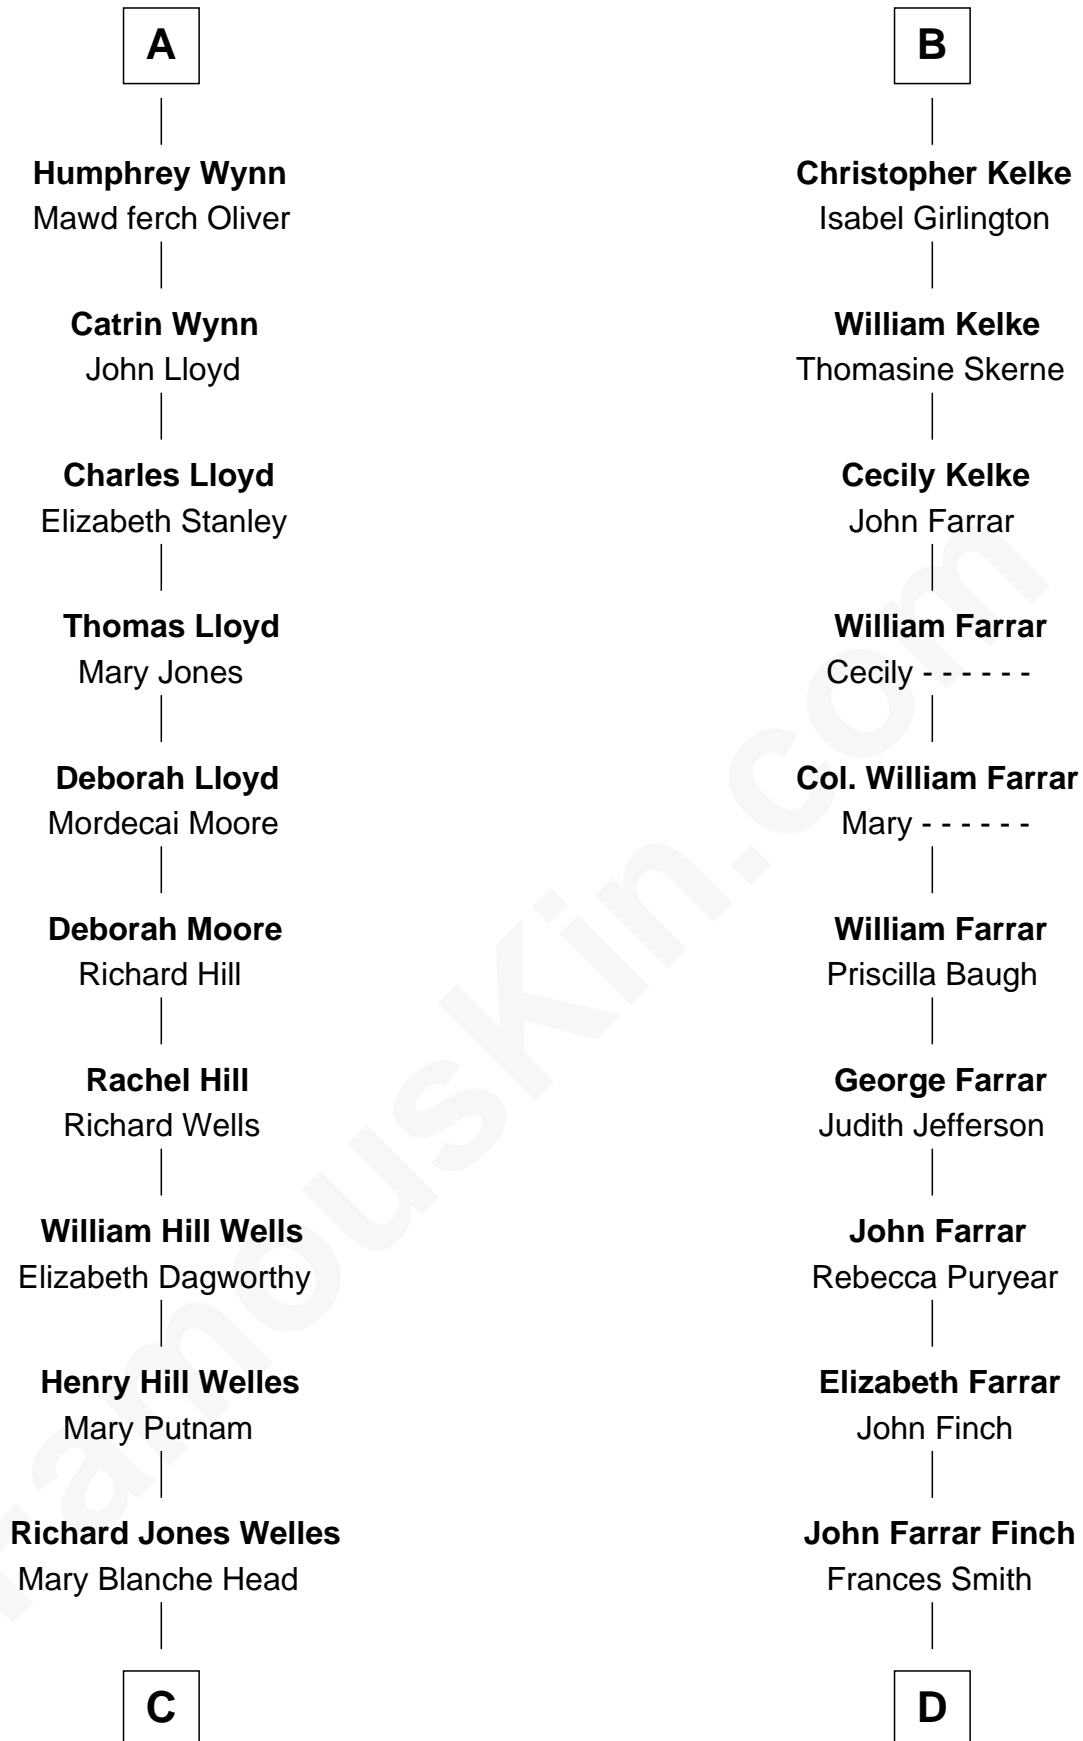 A
Humphrey Wynn
Mawd ferch Oliver
Catrin Wynn
John Lloyd
Charles Lloyd
Elizabeth Stanley
Thomas Lloyd
Mary Jones
Deborah Lloyd
Mordecai Moore
Deborah Moore
Richard Hill
Rachel Hill
Richard Wells
William Hill Wells
Elizabeth Dagworthy
Henry Hill Welles
Mary Putnam
Richard Jones Welles
Mary Blanche Head
C
B
Christopher Kelke
Isabel Girlington
William Kelke
Thomasine Skerne
Cecily Kelke
John Farrar
William Farrar
Cecily - - - - - -
Col. William Farrar
Mary - - - - - -
William Farrar
Priscilla Baugh
George Farrar
Judith Jefferson
John Farrar
Rebecca Puryear
Elizabeth Farrar
John Finch
John Farrar Finch
Frances Smith
D
FamousKin.com